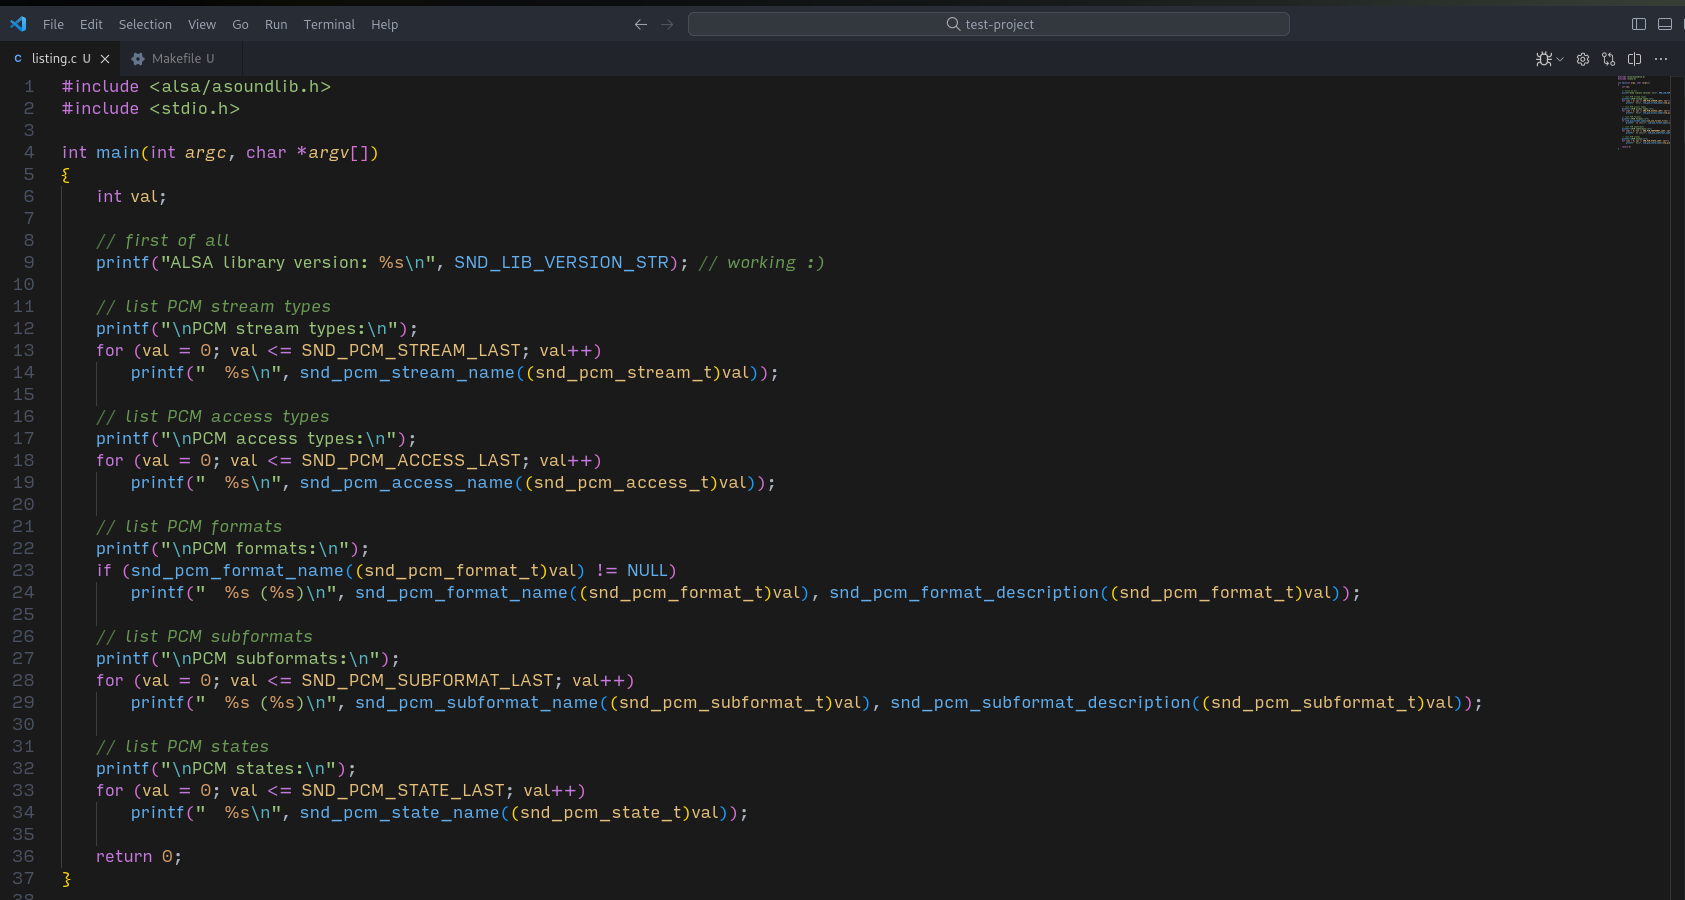 File Edit Selection View Go Run Terminal Help test-project
listing.c U Makefile U
1 #include <alsa/asoundlib.h>
2 #include <stdio.h>
3
4 int main(int argc, char *argv[])
5 {
6     int val;
7
8     // first of all
9     printf("ALSA library version: %s\n", SND_LIB_VERSION_STR); // working :)
10
11     // list PCM stream types
12     printf("\nPCM stream types:\n");
13     for (val = 0; val <= SND_PCM_STREAM_LAST; val++)
14         printf("  %s\n", snd_pcm_stream_name((snd_pcm_stream_t)val));
15
16     // list PCM access types
17     printf("\nPCM access types:\n");
18     for (val = 0; val <= SND_PCM_ACCESS_LAST; val++)
19         printf("  %s\n", snd_pcm_access_name((snd_pcm_access_t)val));
20
21     // list PCM formats
22     printf("\nPCM formats:\n");
23     if (snd_pcm_format_name((snd_pcm_format_t)val) != NULL)
24         printf("  %s (%s)\n", snd_pcm_format_name((snd_pcm_format_t)val), snd_pcm_format_description((snd_pcm_format_t)val));
25
26     // list PCM subformats
27     printf("\nPCM subformats:\n");
28     for (val = 0; val <= SND_PCM_SUBFORMAT_LAST; val++)
29         printf("  %s (%s)\n", snd_pcm_subformat_name((snd_pcm_subformat_t)val), snd_pcm_subformat_description((snd_pcm_subformat_t)val));
30
31     // list PCM states
32     printf("\nPCM states:\n");
33     for (val = 0; val <= SND_PCM_STATE_LAST; val++)
34         printf("  %s\n", snd_pcm_state_name((snd_pcm_state_t)val));
35
36     return 0;
37 }
38